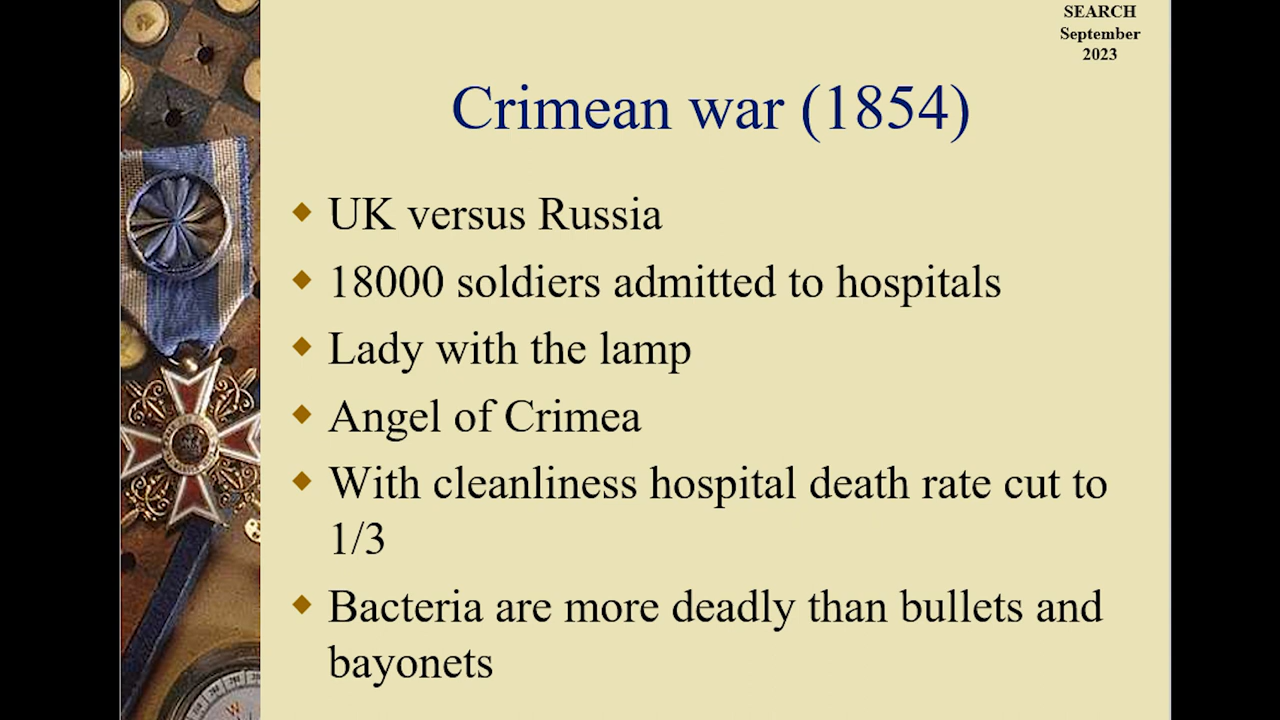 SEARCH
September
2023
Crimean war (1854)
UK versus Russia
18000 soldiers admitted to hospitals
Lady with the lamp
Angel of Crimea
With cleanliness hospital death rate cut to
1/3
Bacteria are more deadly than bullets and
bayonets